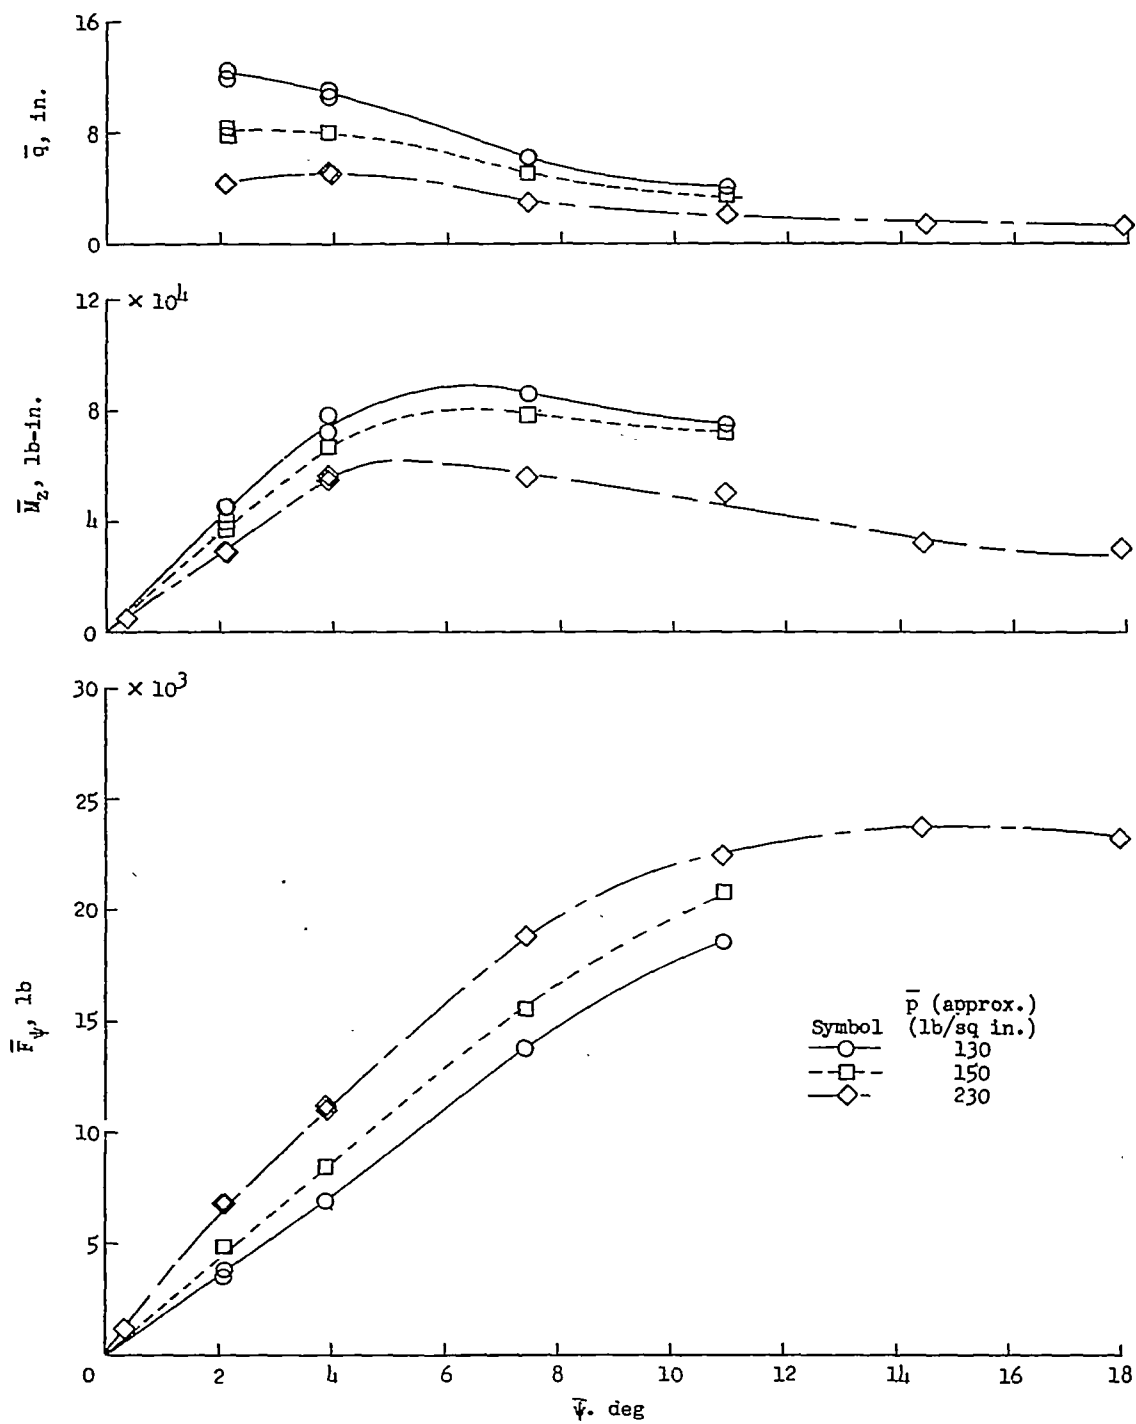 16
8
0
q̅, in.
12 × 10⁴
8
4
0
M̅z, lb-in.
30 × 10³
25
20
15
10
5
F̅ψ, lb
p̅ (approx.)
Symbol (lb/sq in.)
130
150
230
0 2 4 6 8 10 12 14 16 18
ψ̅. deg